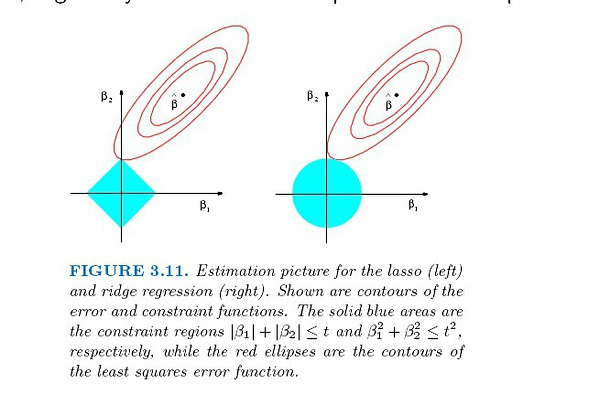 β₂
β̂
β₁
β₂
β̂
β₁
FIGURE 3.11. Estimation picture for the lasso (left)
and ridge regression (right). Shown are contours of the
error and constraint functions. The solid blue areas are
the constraint regions |β₁| + |β₂| ≤ t and β₁² + β₂² ≤ t²,
respectively, while the red ellipses are the contours of
the least squares error function.